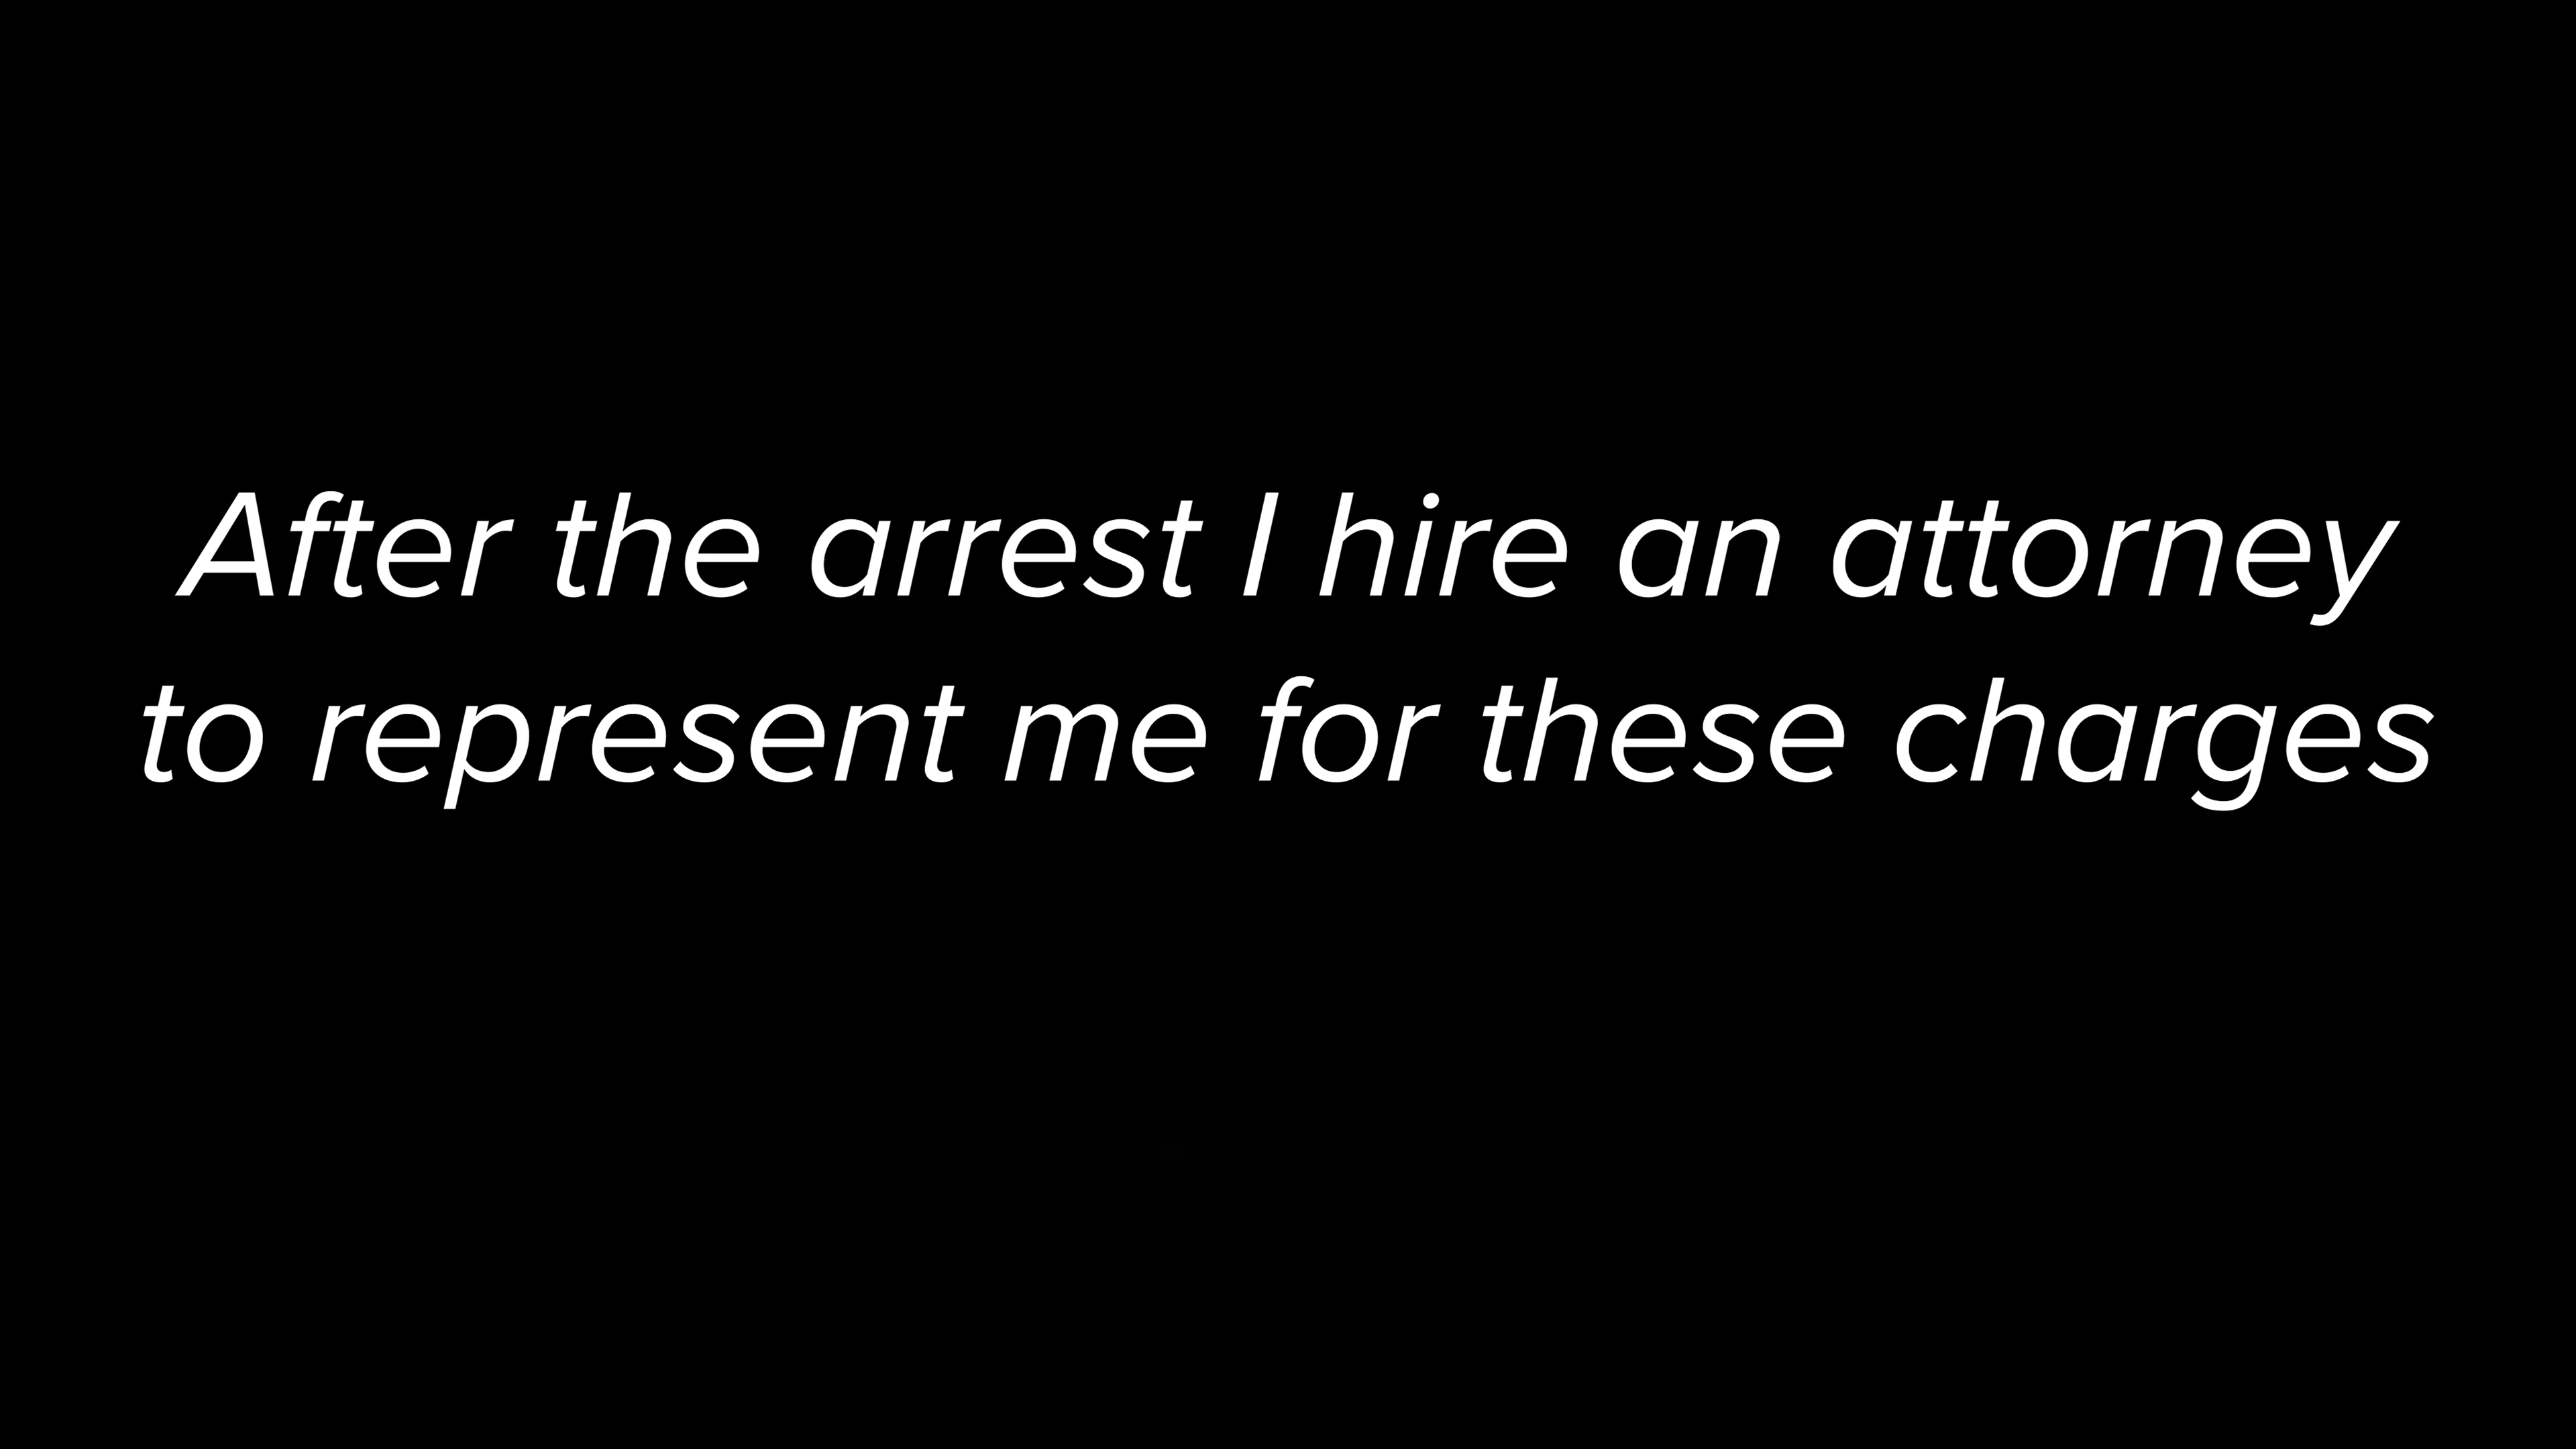 After the arrest I hire an attorney
to represent me for these charges